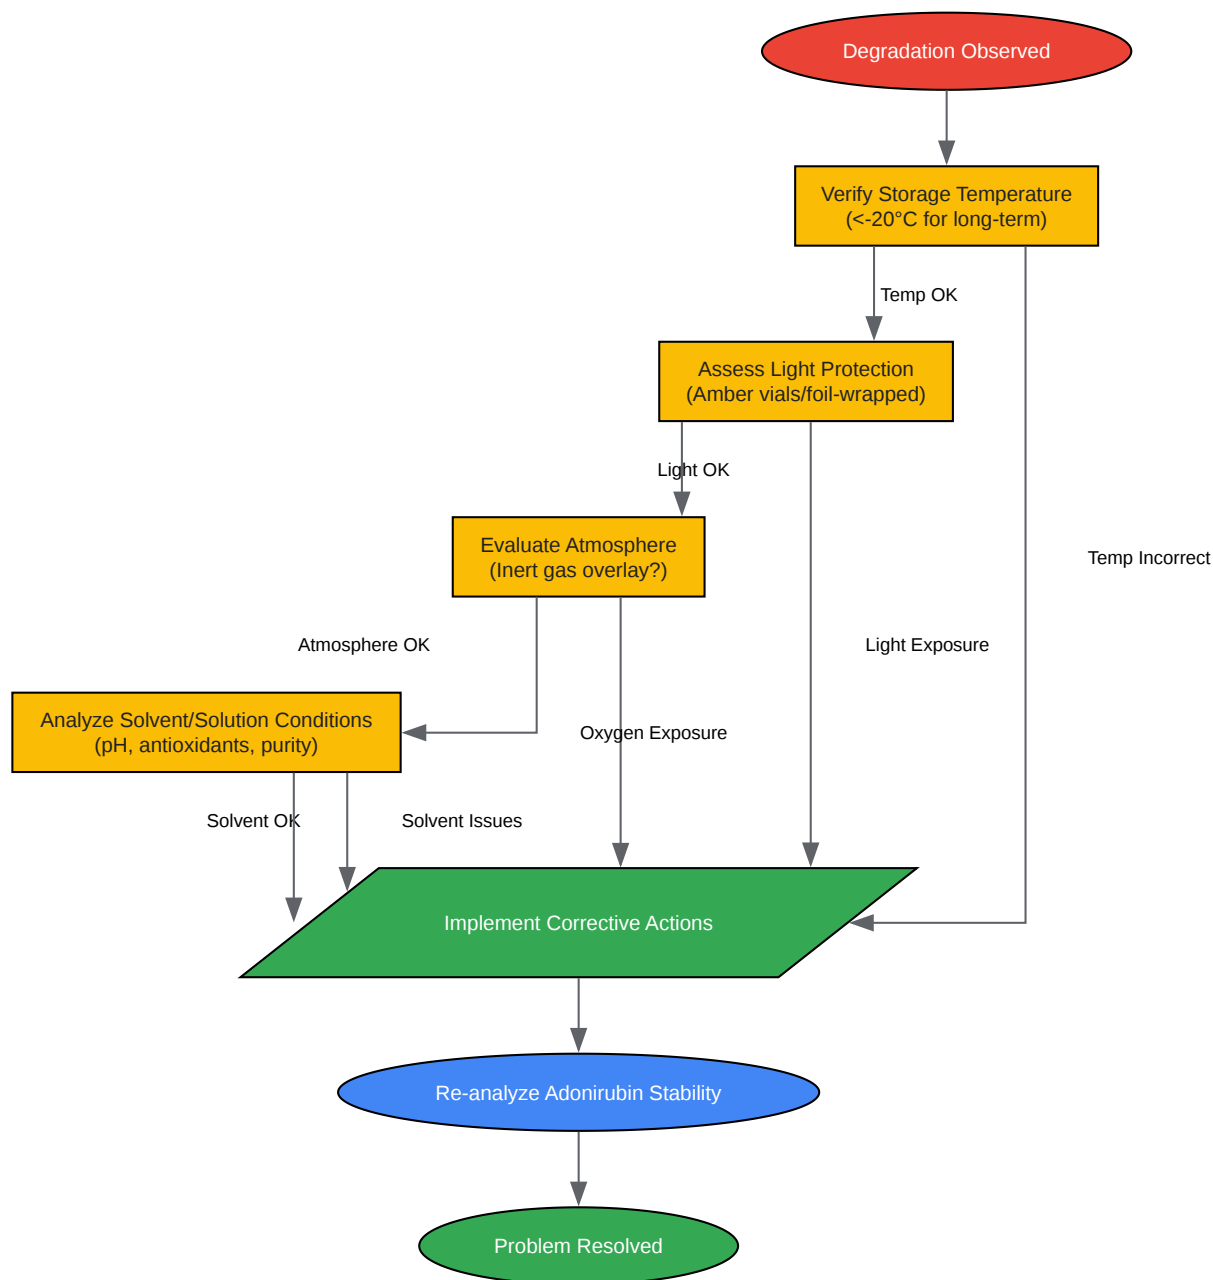 Degradation Observed
Verify Storage Temperature
(<-20°C for long-term)
Temp OK
Assess Light Protection
(Amber vials/foil-wrapped)
Light OK
Evaluate Atmosphere
(Inert gas overlay?)
Temp Incorrect
Atmosphere OK
Light Exposure
Analyze Solvent/Solution Conditions
(pH, antioxidants, purity)
Oxygen Exposure
Solvent OK
Solvent Issues
Implement Corrective Actions
Re-analyze Adonirubin Stability
Problem Resolved